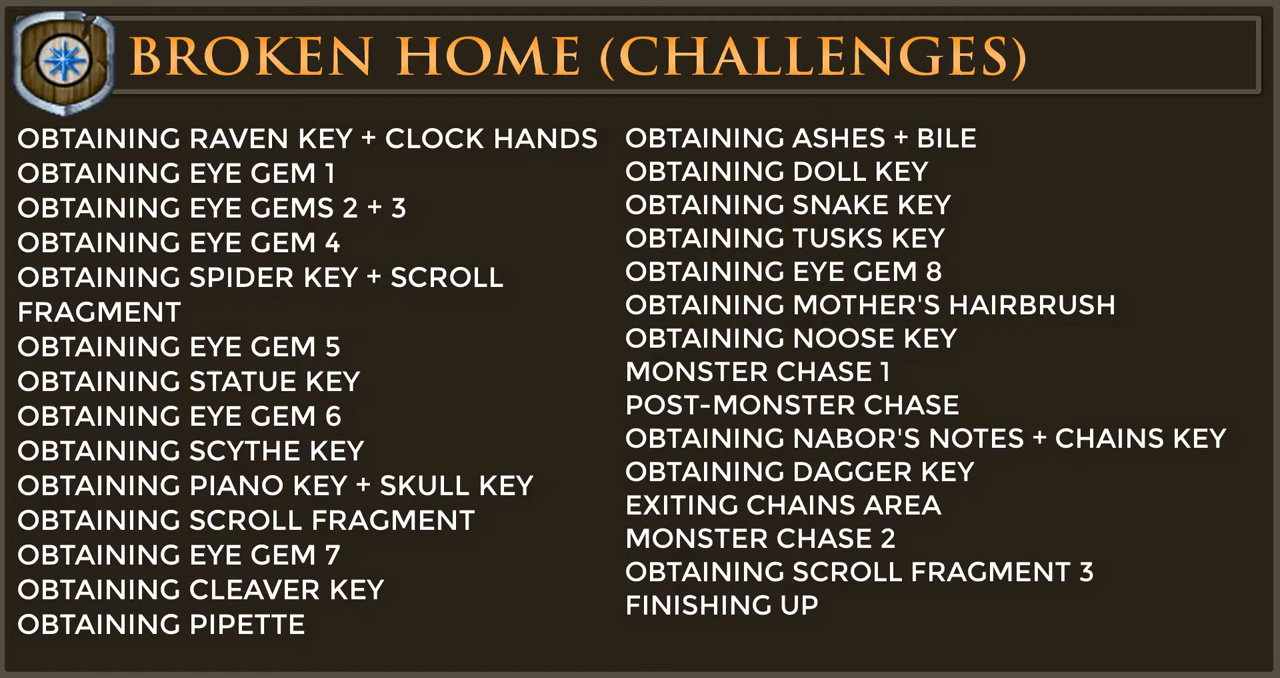 BROKEN HOME (CHALLENGES)
OBTAINING RAVEN KEY + CLOCK HANDS
OBTAINING EYE GEM 1
OBTAINING EYE GEMS 2 + 3
OBTAINING EYE GEM 4
OBTAINING SPIDER KEY + SCROLL
FRAGMENT
OBTAINING EYE GEM 5
OBTAINING STATUE KEY
OBTAINING EYE GEM 6
OBTAINING SCYTHE KEY
OBTAINING PIANO KEY + SKULL KEY
OBTAINING SCROLL FRAGMENT
OBTAINING EYE GEM 7
OBTAINING CLEAVER KEY
OBTAINING PIPETTE
OBTAINING ASHES + BILE
OBTAINING DOLL KEY
OBTAINING SNAKE KEY
OBTAINING TUSKS KEY
OBTAINING EYE GEM 8
OBTAINING MOTHER'S HAIRBRUSH
OBTAINING NOOSE KEY
MONSTER CHASE 1
POST-MONSTER CHASE
OBTAINING NABOR'S NOTES + CHAINS KEY
OBTAINING DAGGER KEY
EXITING CHAINS AREA
MONSTER CHASE 2
OBTAINING SCROLL FRAGMENT 3
FINISHING UP